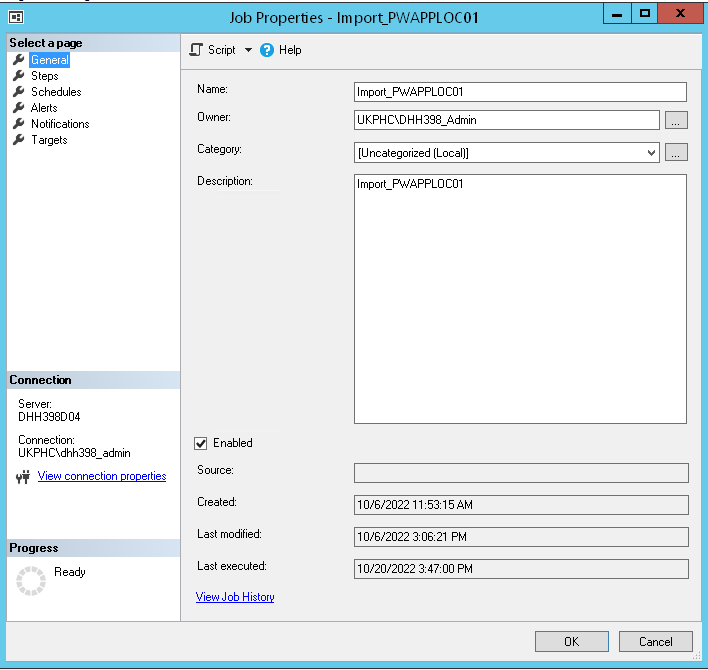 Job Properties - Import_PWAPPLOC01
Select a page
General
Steps
Schedules
Alerts
Notifications
Targets
Script
Help
Name:
Import_PWAPPLOC01
Owner:
UKPHC\DHH398_Admin
...
Category:
[Uncategorized (Local)]
...
Description:
Import_PWAPPLOC01
Enabled
Source:
Created:
10/6/2022 11:53:15 AM
Last modified:
10/6/2022 3:06:21 PM
Last executed:
10/20/2022 3:47:00 PM
View Job History
Connection
Server:
DHH398D04
Connection:
UKPHC\dhh398_admin
View connection properties
Progress
Ready
OK
Cancel